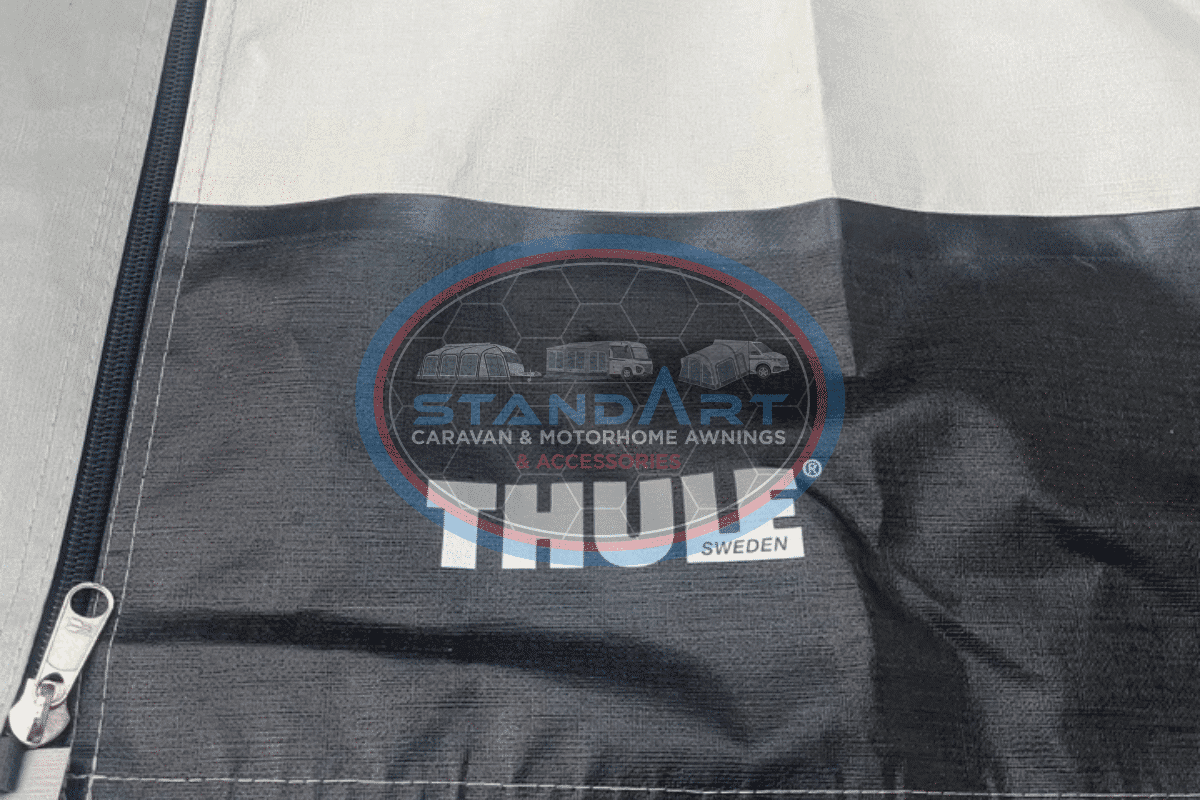 STANDART
CARAVAN & MOTORHOME AWNINGS
& ACCESSORIES
THULE®
SWEDEN